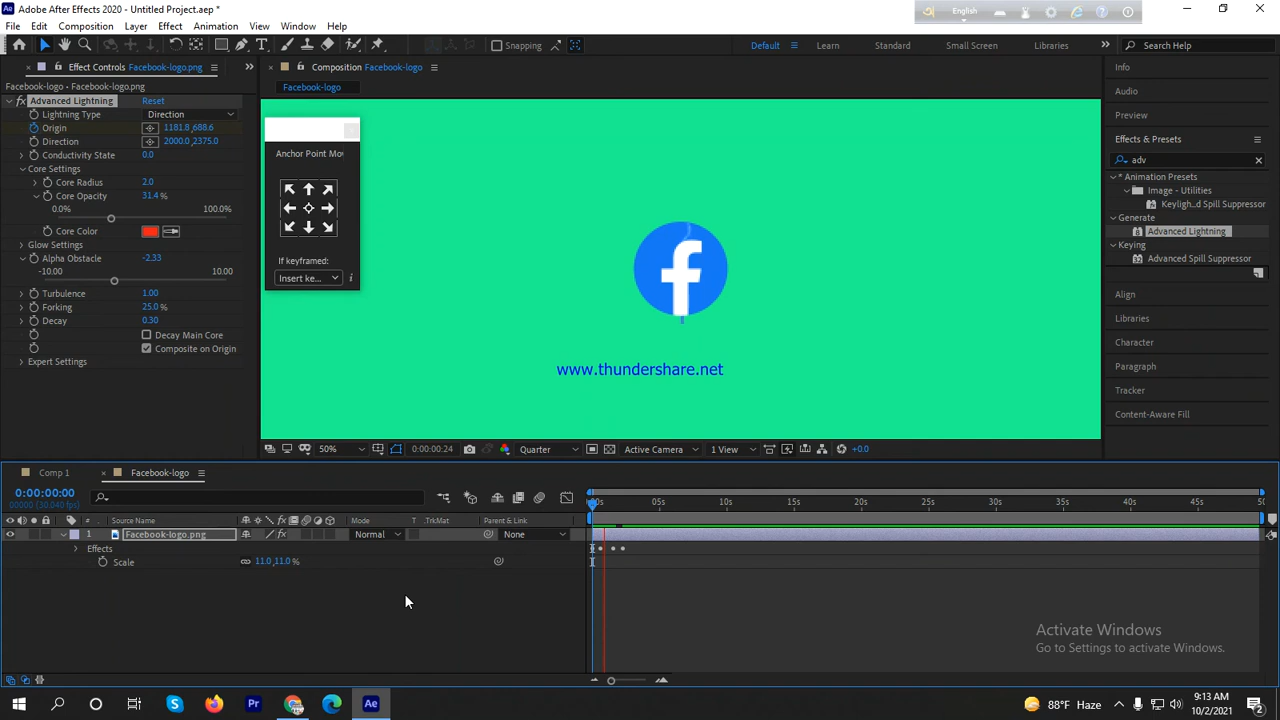 Adobe After Effects 2020 - Untitled Project.aep *
English
File Edit Composition Layer Effect Animation View Window Help
Snapping
Default Learn Standard Small Screen Libraries Search Help
Effect Controls Facebook-logo.png
Composition Facebook-logo
Info
Facebook-logo • Facebook-logo.png
Facebook-logo
Advanced Lightning Reset
Lightning Type Direction
Origin 1181.8,688.6
Direction 2000.0,2375.0
Conductivity State 0.0
Core Settings
Core Radius 2.0
Core Opacity 31.4 %
0.0% 100.0%
Core Color
Glow Settings
Alpha Obstacle -2.33
-10.00 10.00
Turbulence 1.00
Forking 25.0 %
Decay 0.30
Decay Main Core
Composite on Origin
Expert Settings
Anchor Point Mov
If keyframed:
Insert ke...
i
f
www.thundershare.net
Audio
Preview
Effects & Presets
adv
* Animation Presets
Image - Utilities
Keyligh...d Spill Suppressor
Generate
Advanced Lightning
Keying
Advanced Spill Suppressor
Align
Libraries
Character
Paragraph
Tracker
Content-Aware Fill
50% 0:00:00:24 Quarter Active Camera 1 View +0.0
Comp 1 Facebook-logo
0:00:00:00
00000 (30.040 fps)
05s 10s 15s 20s 25s 30s 35s 40s 45s
# Source Name Mode T .TrkMat Parent & Link
1 Facebook-logo.png Normal None
Effects
Scale 11.0,11.0 %
Activate Windows
Go to Settings to activate Windows.
Pr Ae
88°F Haze
9:13 AM
10/2/2021
2